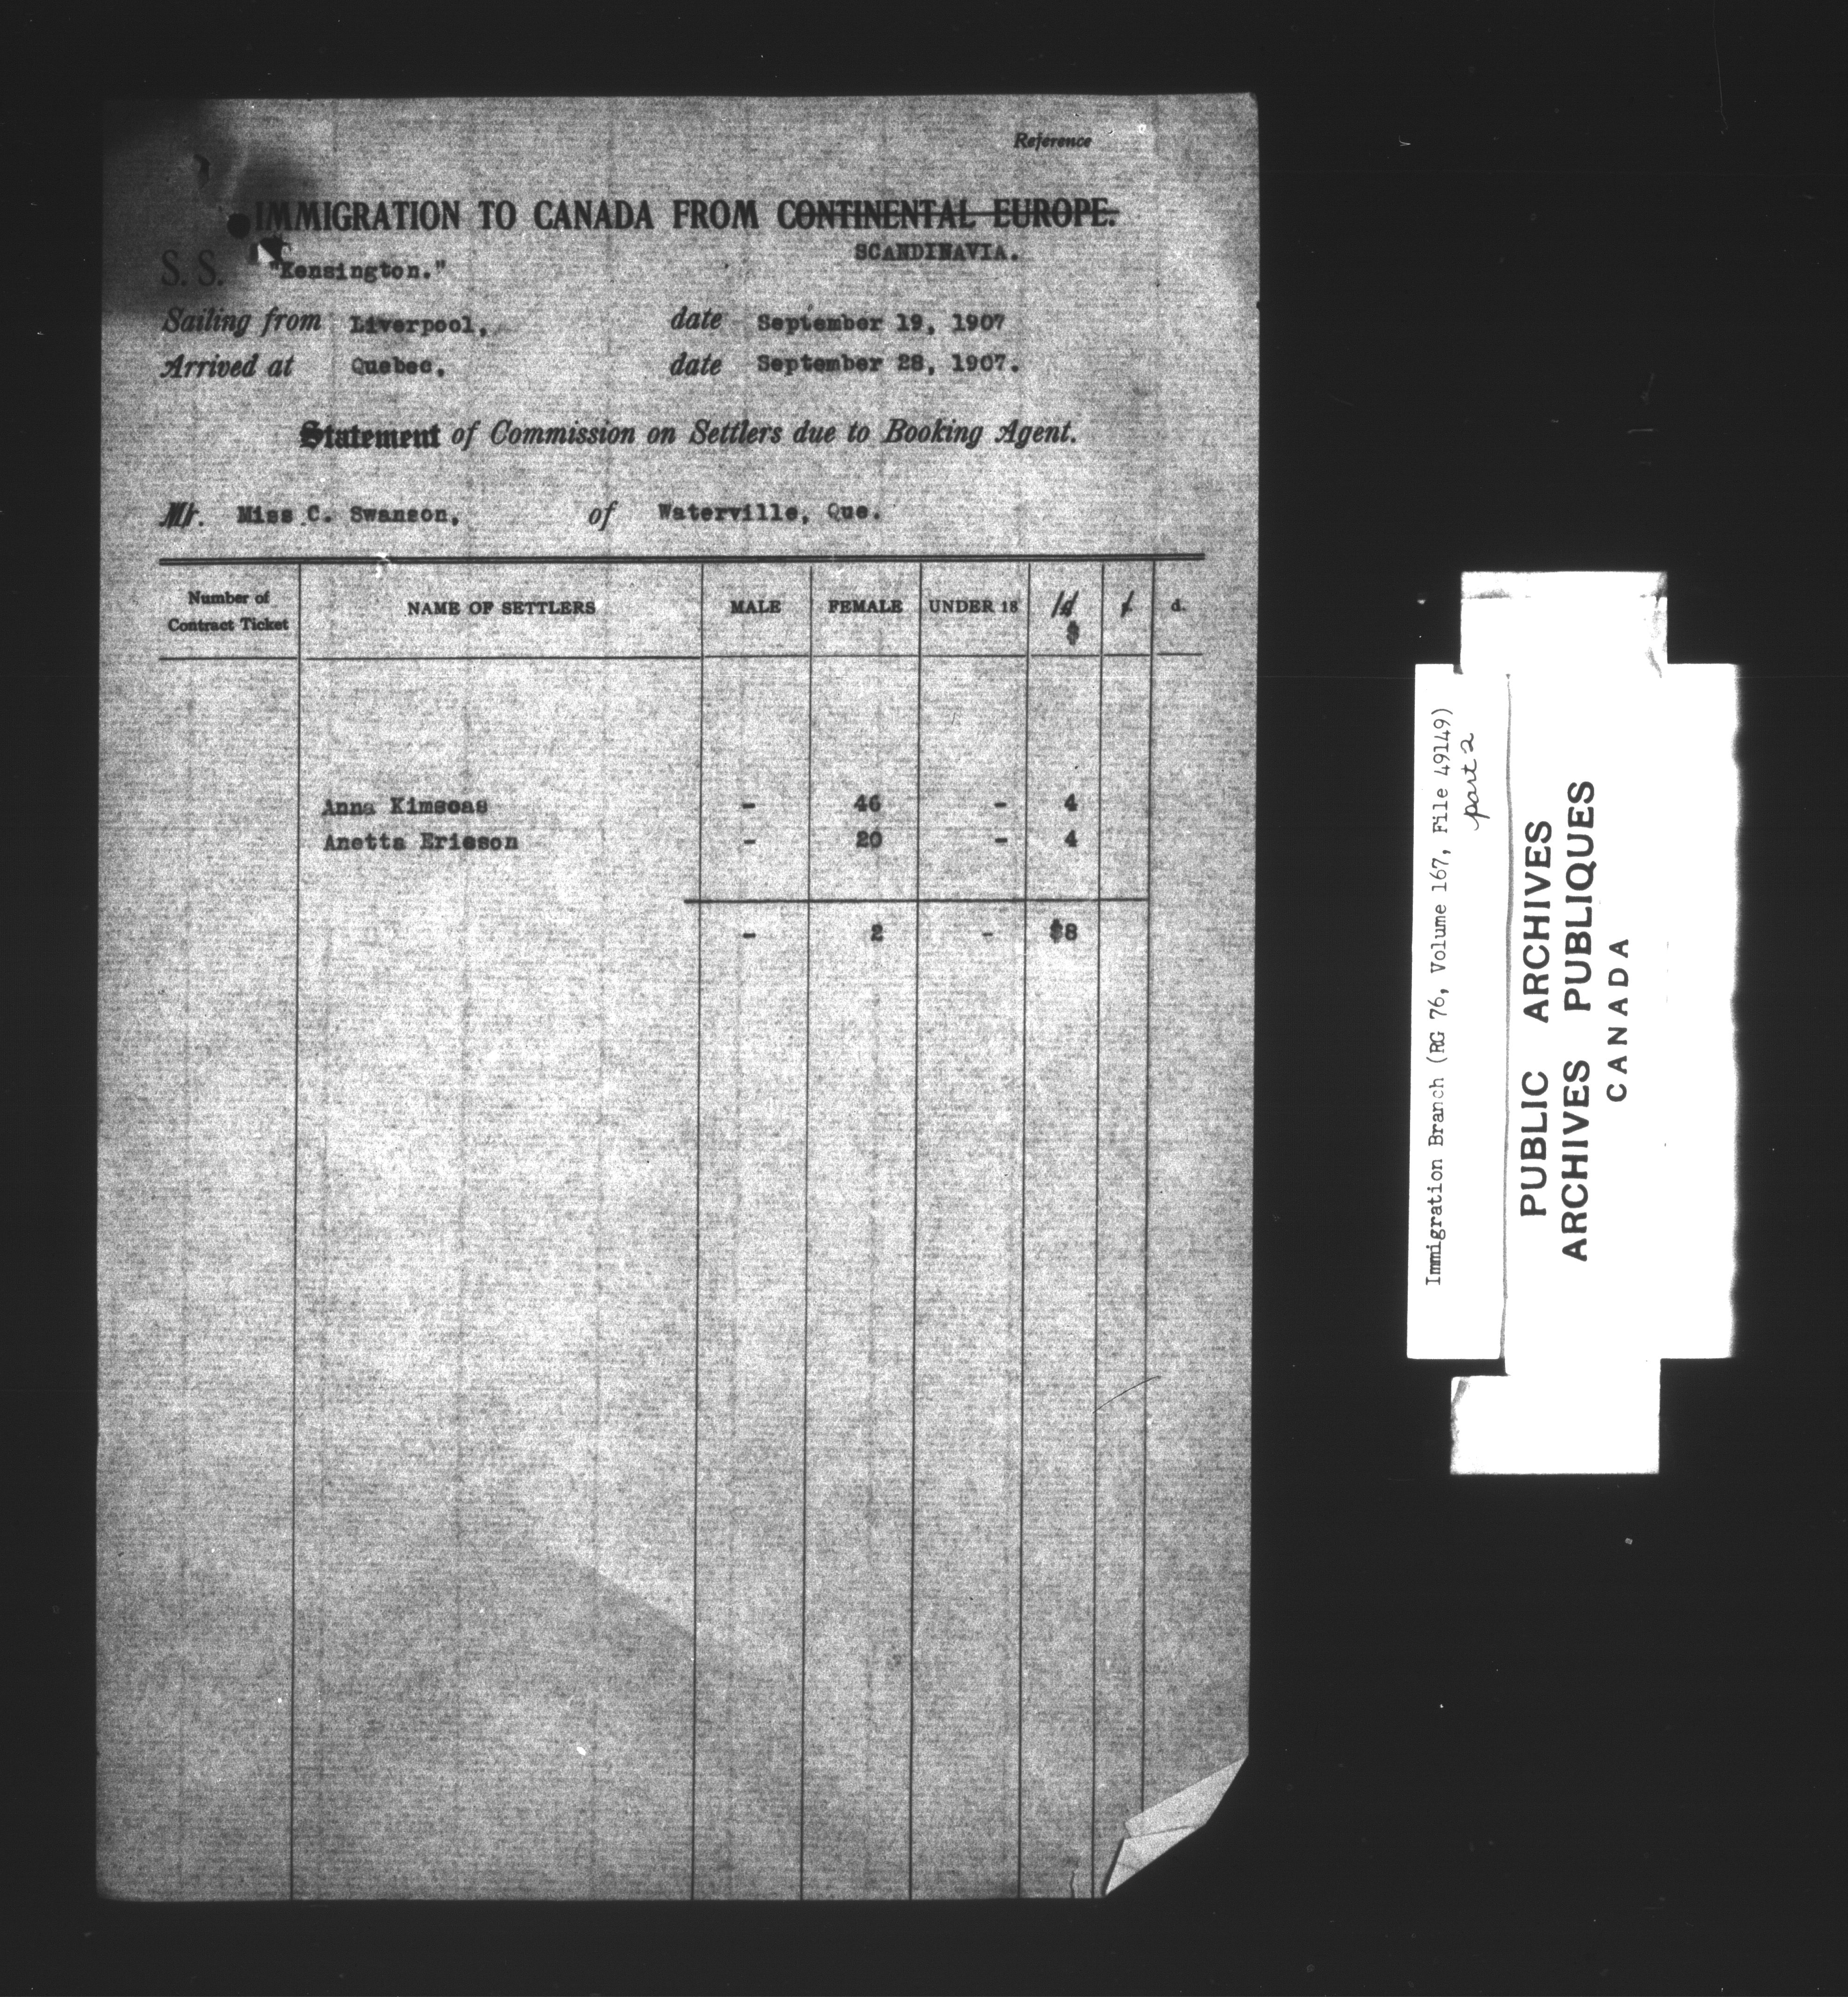 Reference
IMMIGRATION TO CANADA FROM CONTINENTAL EUROPE.
SCANDINAVIA.
S. S. "Kensington."
Sailing from Liverpool, date September 19, 1907
Arrived at Quebec. date September 28, 1907.
Statement of Commission on Settlers due to Booking Agent.
Mr. Miss C. Swanson, of Waterville, Que.
Number of Contract Ticket NAME OF SETTLERS MALE FEMALE UNDER 18 $ d.
Anna Kimsoas - 46 - 4
Anetta Ericson - 20 - 4
- 2 - $8
Immigration Branch (RG 76, Volume 167, File 49149)
part 2
PUBLIC ARCHIVES
ARCHIVES PUBLIQUES
CANADA